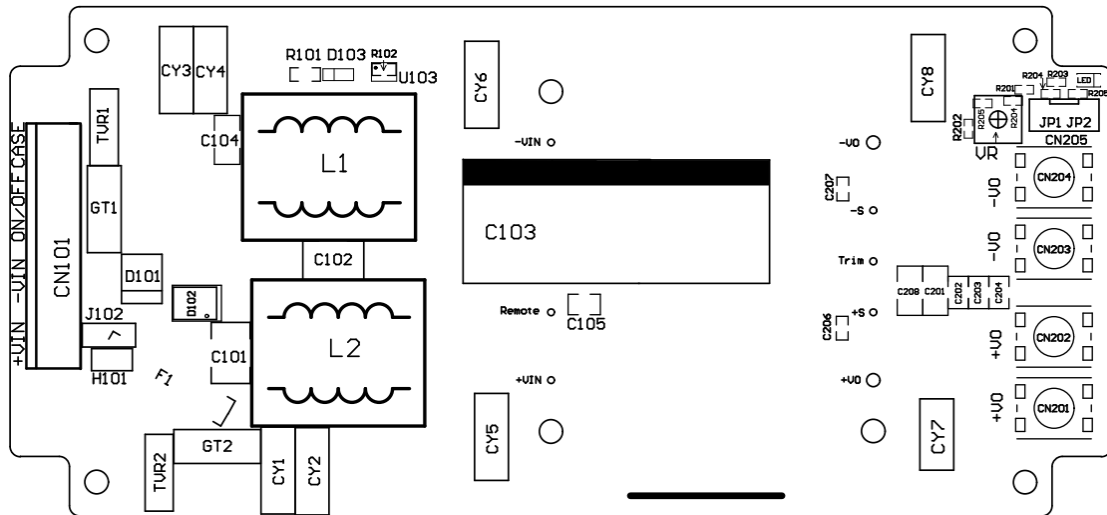 CY3
CY4
R101
D103
R102
U103
CY6
CY8
R201
R204
R203
LED
R205
TVR1
C104
L1
-VIN
-VO
R202
R205
R204
VR
JP1 JP2
CN205
CN204
-VO
+VIN -VIN ON/OFF CASE
CN101
GT1
C103
C207
-S
CN203
-VO
D101
C102
Trim
D102
C208
C201
C202
C203
C204
J102
H101
C101
L2
Remote
C105
C206
+S
CN202
+VO
F1
+VIN
+VO
CN201
+VO
GT2
TVR2
CY1
CY2
CY5
CY7